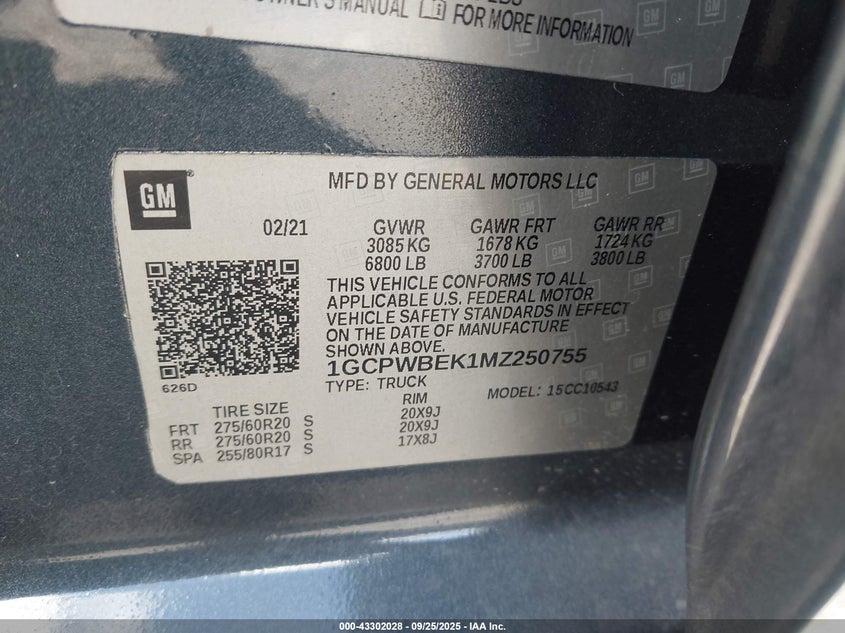 OWNER'S MANUAL FOR MORE INFORMATION
GM
MFD BY GENERAL MOTORS LLC
02/21 GVWR GAWR FRT GAWR RR
3085 KG 1678 KG 1724 KG
6800 LB 3700 LB 3800 LB
THIS VEHICLE CONFORMS TO ALL
APPLICABLE U.S. FEDERAL MOTOR
VEHICLE SAFETY STANDARDS IN EFFECT
ON THE DATE OF MANUFACTURE
SHOWN ABOVE.
1GCPWBEK1MZ250755
TYPE: TRUCK MODEL: 15CC10543
626D
TIRE SIZE RIM
FRT 275/60R20 S 20X9J
RR 275/60R20 S 20X9J
SPA 255/80R17 S 17X8J
000-43302028 - 09/25/2025 - IAA Inc.